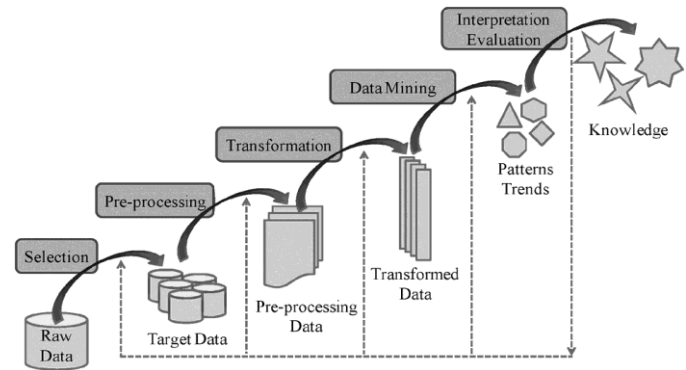 Interpretation
Evaluation
Data Mining
Knowledge
Transformation
Patterns
Trends
Pre-processing
Transformed
Data
Selection
Pre-processing
Data
Target Data
Raw
Data